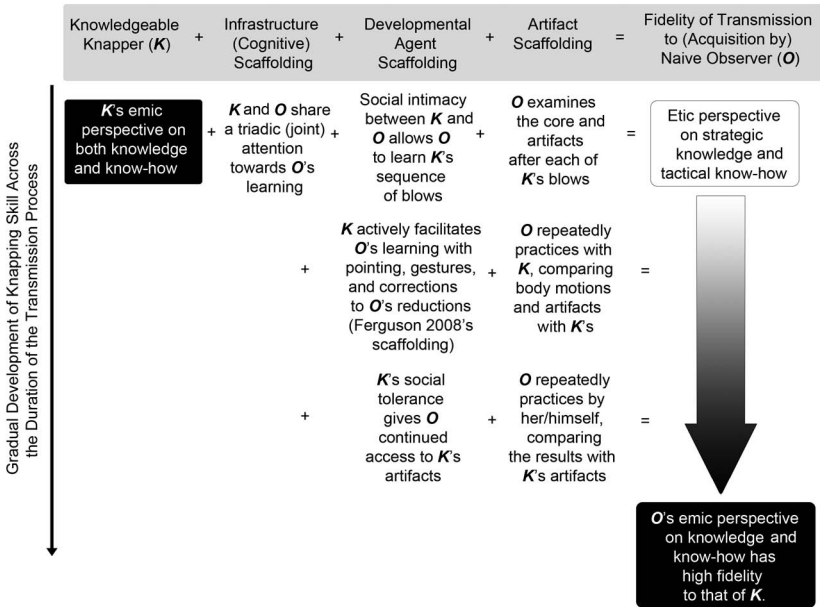 Knowledgeable
Knapper (K)
+
Infrastructure
(Cognitive)
Scaffolding
+
Developmental
Agent
Scaffolding
+
Artifact
Scaffolding
=
Fidelity of Transmission
to (Acquisition by)
Naive Observer (O)
Gradual Development of Knapping Skill Across
the Duration of the Transmission Process
K's emic
perspective on
both knowledge
and know-how
+
K and O share
a triadic (joint)
attention
towards O's
learning
+
Social intimacy
between K and
O allows O
to learn K's
sequence
of blows
+
O examines
the core and
artifacts
after each of
K's blows
=
Etic perspective
on strategic
knowledge and
tactical know-how
+
K actively facilitates
O's learning with
pointing, gestures,
and corrections
to O's reductions
(Ferguson 2008's
scaffolding)
+
O repeatedly
practices with
K, comparing
body motions
and artifacts
with K's
=
+
K's social
tolerance
gives O
continued
access to K's
artifacts
+
O repeatedly
practices by
her/himself,
comparing
the results with
K's artifacts
=
O's emic perspective
on knowledge and
know-how has
high fidelity
to that of K.